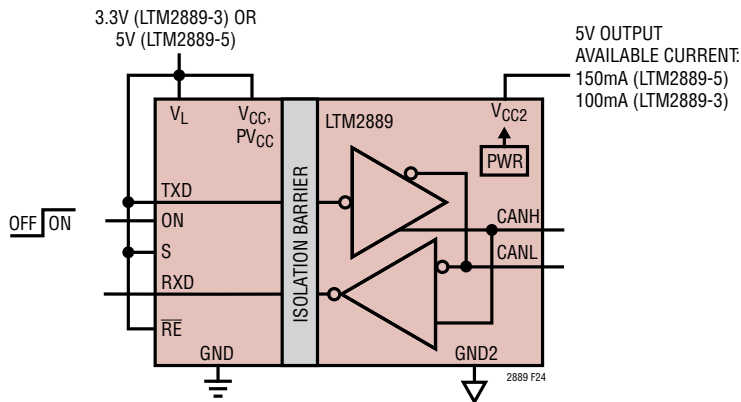 3.3V (LTM2889-3) OR
5V (LTM2889-5)
5V OUTPUT
AVAILABLE CURRENT:
150mA (LTM2889-5)
100mA (LTM2889-3)
VL
VCC,
PVCC
LTM2889
VCC2
PWR
ISOLATION BARRIER
TXD
OFF ON
ON
CANH
S
CANL
RXD
RE
GND
GND2
2889 F24